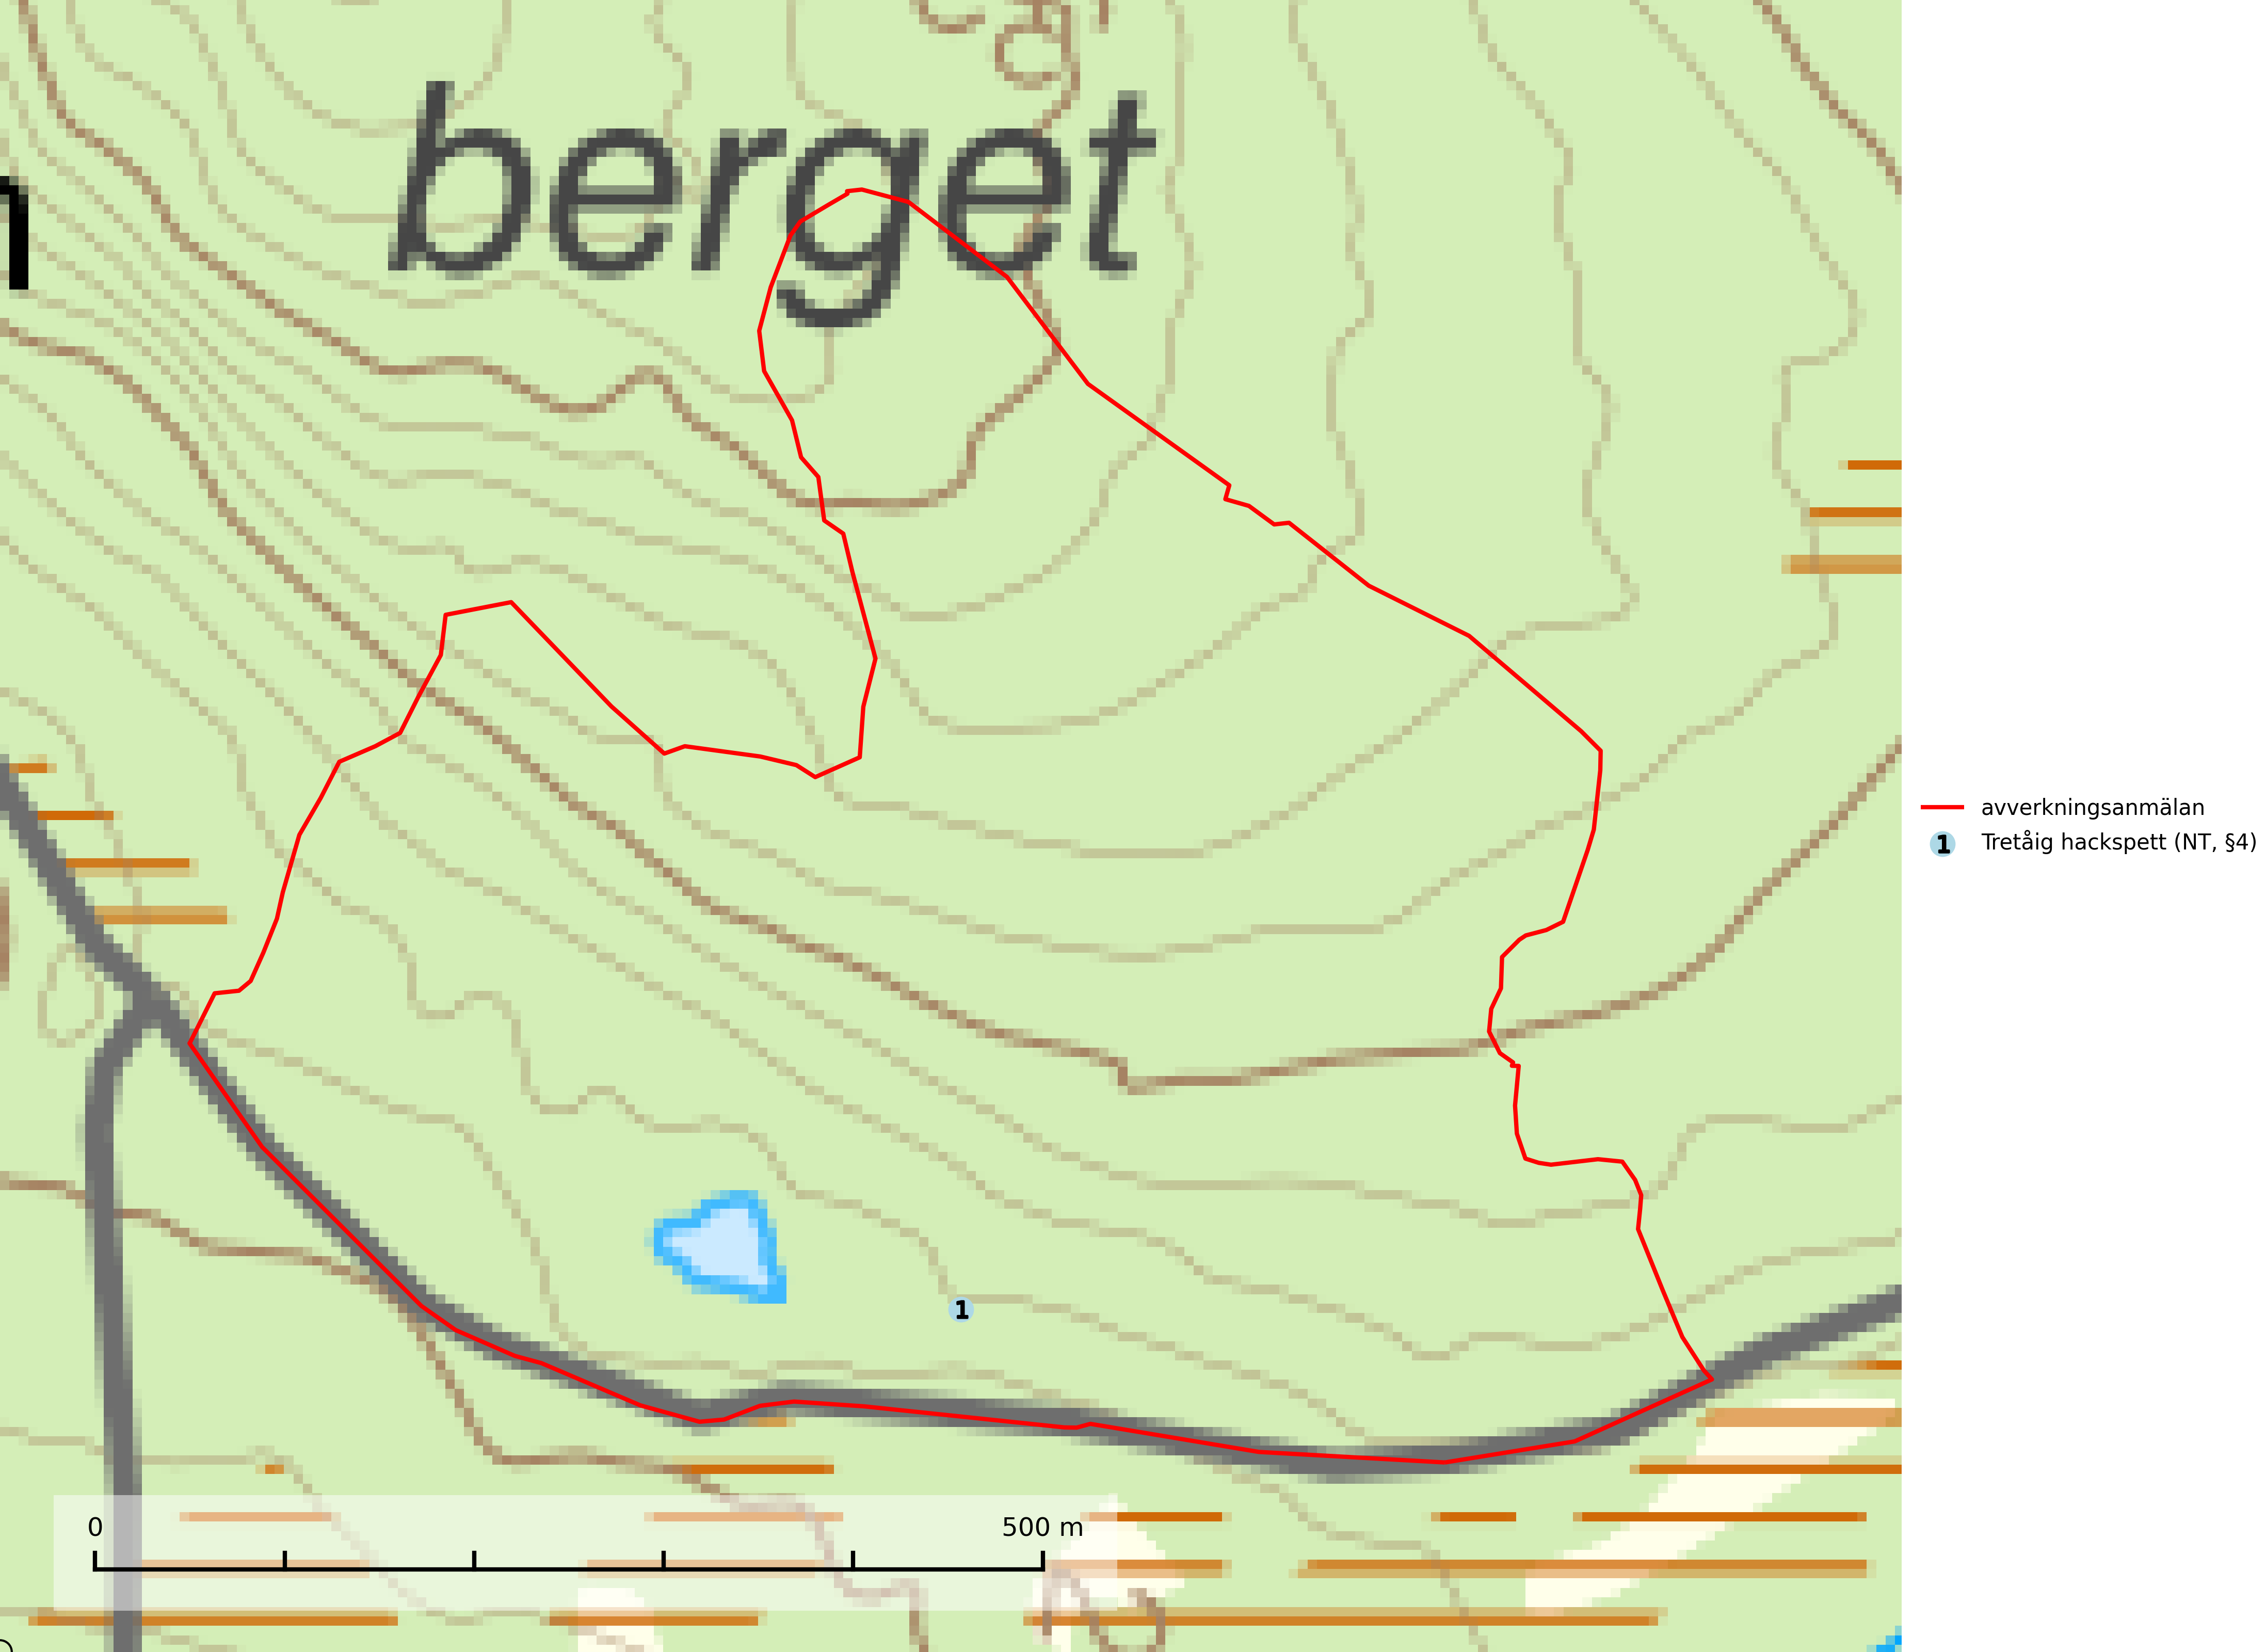 berget
n
avverkningsanmälan
1 Tretåig hackspett (NT, §4)
1
0 500 m